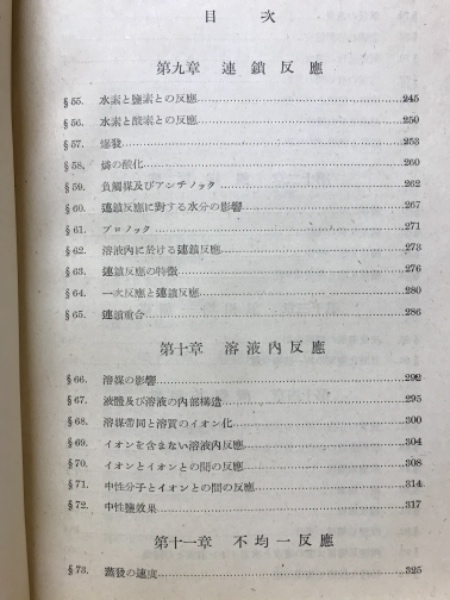 目次
第九章 連鎖反應
§55. 水素と鹽素との反應 245
§56. 水素と酸素との反應 250
§57. 爆發 253
§58. 燐の酸化 260
§59. 負觸媒及びアンチノック 262
§60. 連鎖反應に對する水分の影響 267
§61. プロノック 271
§62. 溶液內に於ける連鎖反應 273
§63. 連鎖反應の特徵 276
§64. 一次反應と連鎖反應 280
§65. 連鎖重合 286
第十章 溶液內反應
§66. 溶媒の影響 292
§67. 液體及び溶液の內部構造 295
§68. 溶媒帶同と溶質のイオン化 300
§69. イオンを含まない溶液內反應 304
§70. イオンとイオンとの間の反應 308
§71. 中性分子とイオンとの間の反應 314
§72. 中性鹽效果 317
第十一章 不均一反應
§73. 蒸發の速度 325